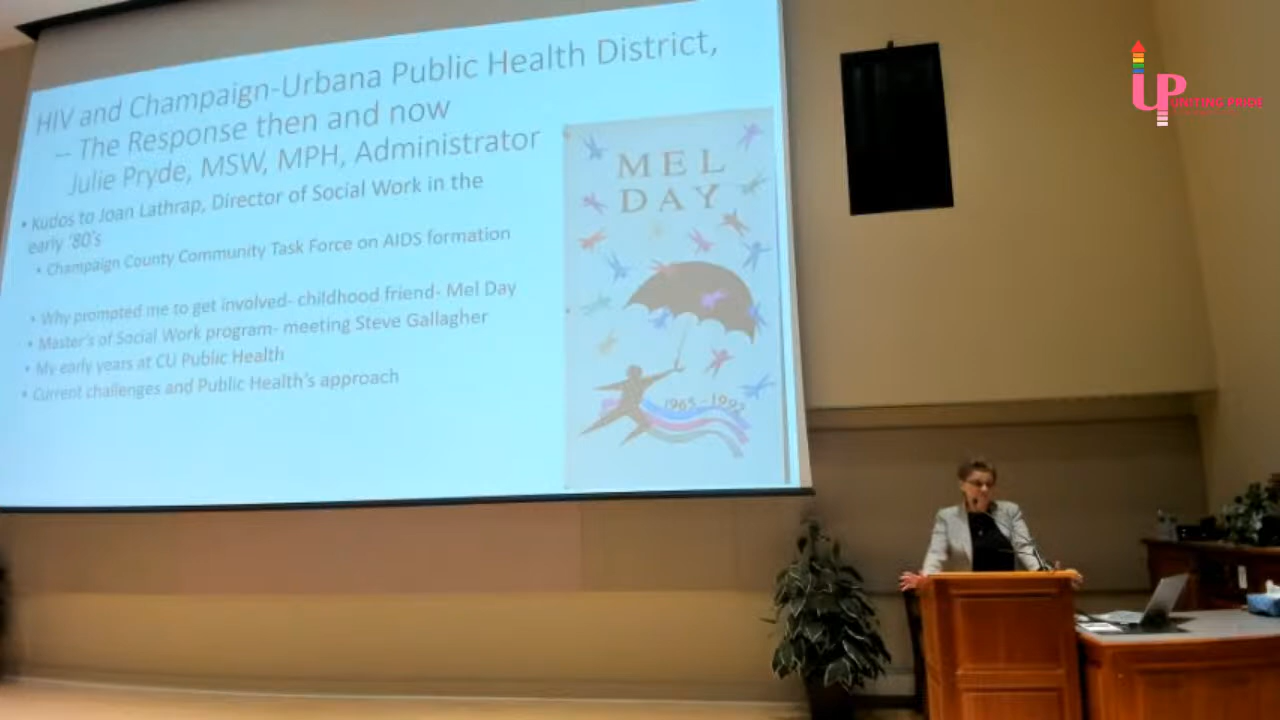 HIV and Champaign-Urbana Public Health District,
– The Response then and now
Julie Pryde, MSW, MPH, Administrator
• Kudos to Joan Lathrap, Director of Social Work in the
early '80's
• Champaign County Community Task Force on AIDS formation
• Why prompted me to get involved- childhood friend- Mel Day
• Master's of Social Work program- meeting Steve Gallagher
• My early years at CU Public Health
• Current challenges and Public Health's approach
MEL
DAY
UP
UNITING PRIDE